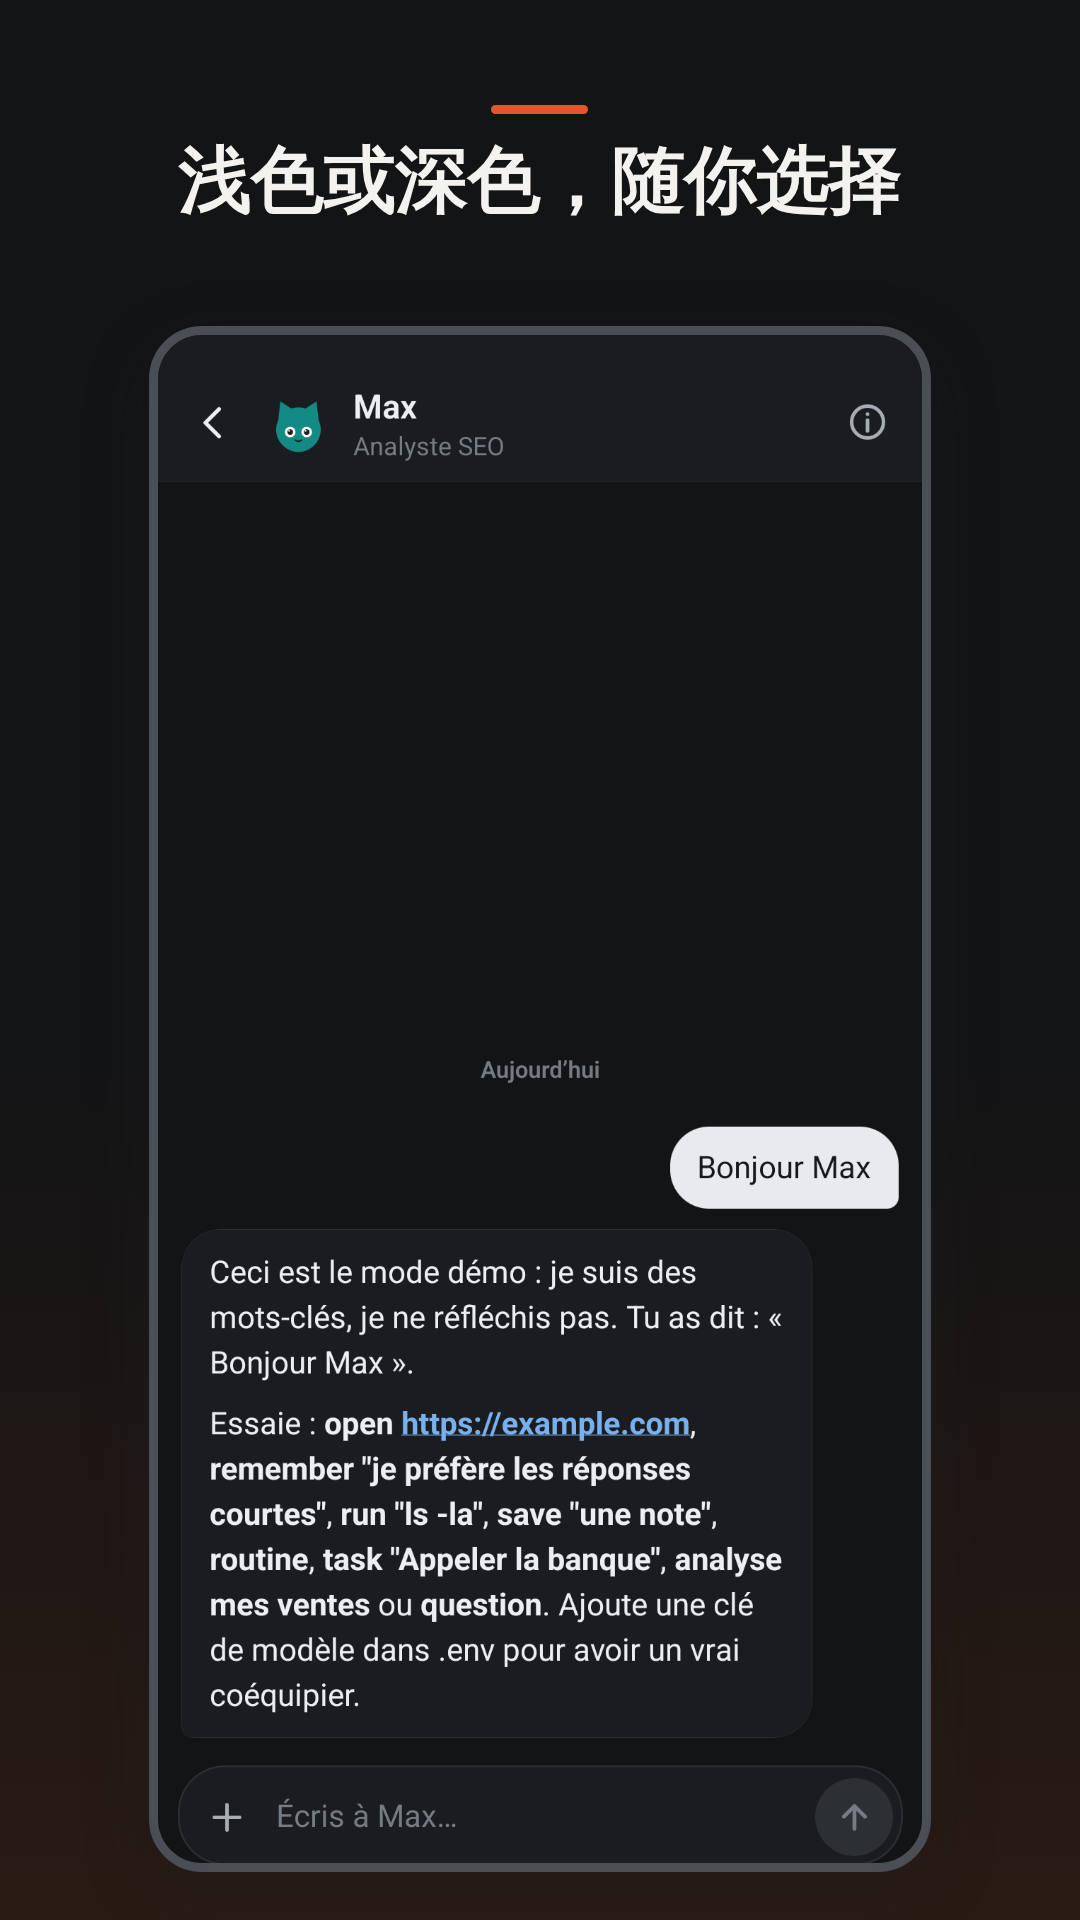 浅色或深色，随你选择
Max
Analyste SEO
Aujourd’hui
Bonjour Max
Ceci est le mode démo : je suis des
mots-clés, je ne réfléchis pas. Tu as dit : «
Bonjour Max ».
Essaie : open https://example.com,
remember "je préfère les réponses
courtes", run "ls -la", save "une note",
routine, task "Appeler la banque", analyse
mes ventes ou question. Ajoute une clé
de modèle dans .env pour avoir un vrai
coéquipier.
Écris à Max…